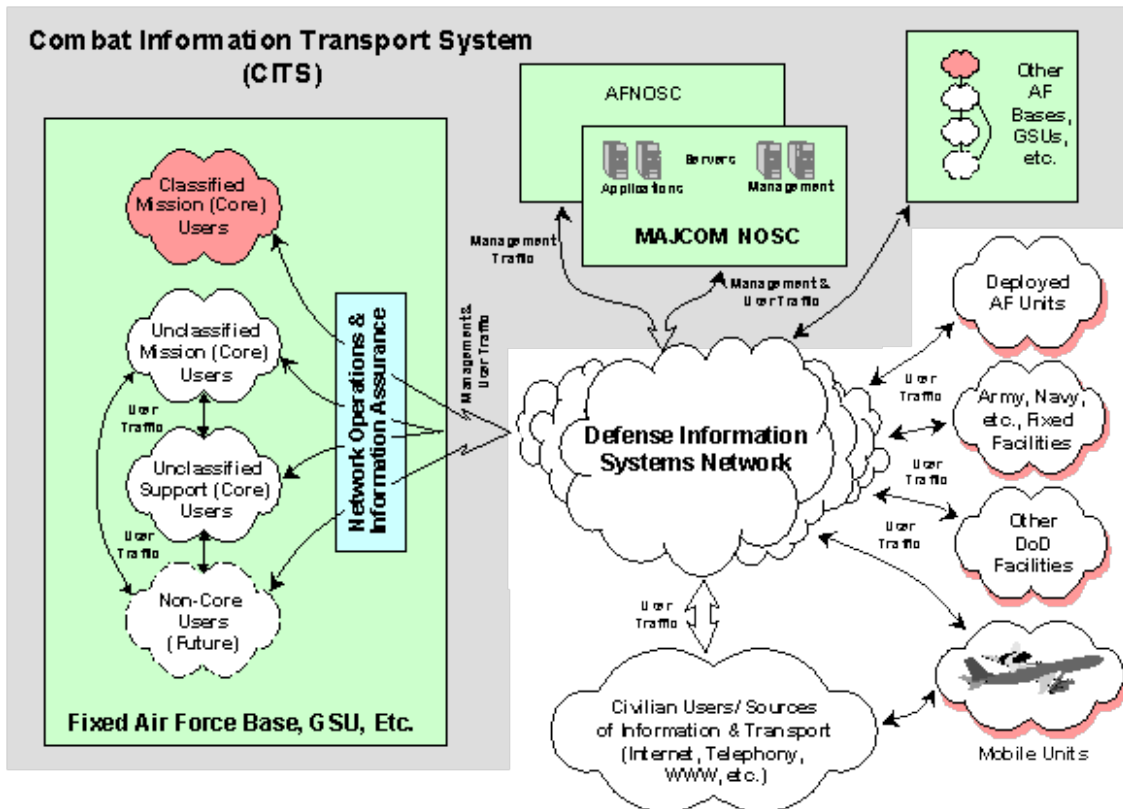 Combat Information Transport System
(CITS)
AFNOSC
Servers
Applications
Management
MAJCOM NOSC
Other
AF
Bases,
GSUs,
etc.
Classified
Mission (Core)
Users
Unclassified
Mission (Core)
Users
User
Traffic
Unclassified
Support (Core)
Users
User
Traffic
Non-Core
Users
(Future)
Network Operations &
Information Assurance
Fixed Air Force Base, GSU, Etc.
Management &
User Traffic
Management
Traffic
Management &
User Traffic
Defense Information
Systems Network
Deployed
AF Units
User
Traffic
Army, Navy,
etc., Fixed
Facilities
User
Traffic
Other
DoD
Facilities
User
Traffic
Mobile Units
User
Traffic
Civilian Users/ Sources
of Information & Transport
(Internet, Telephony,
WWW, etc.)